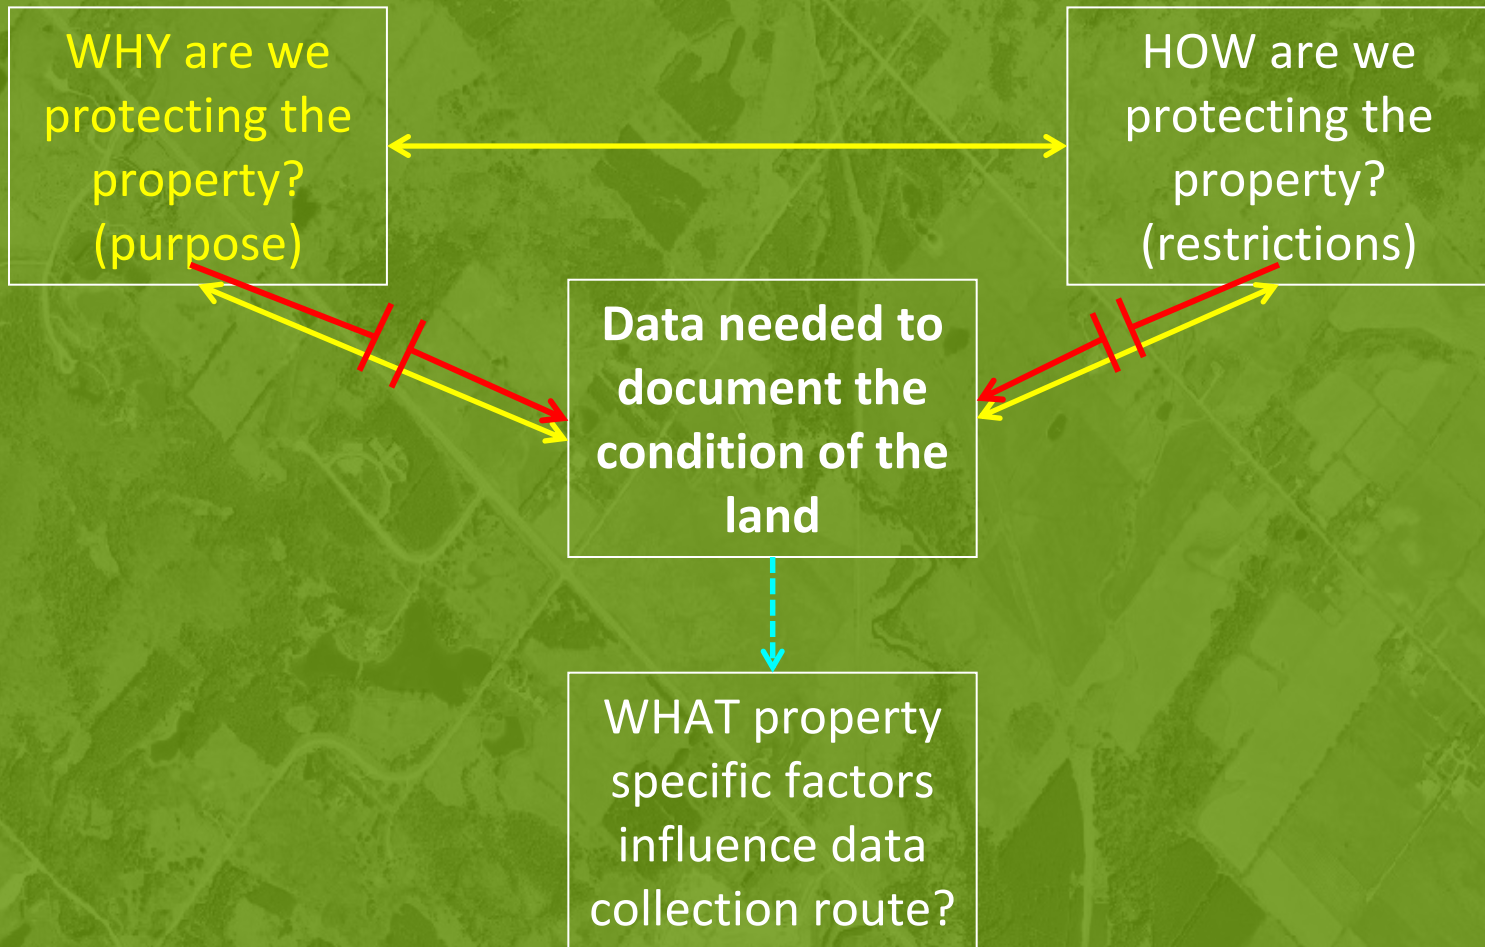 WHY are we
protecting the
property?
(purpose)
HOW are we
protecting the
property?
(restrictions)
Data needed to
document the
condition of the
land
WHAT property
specific factors
influence data
collection route?